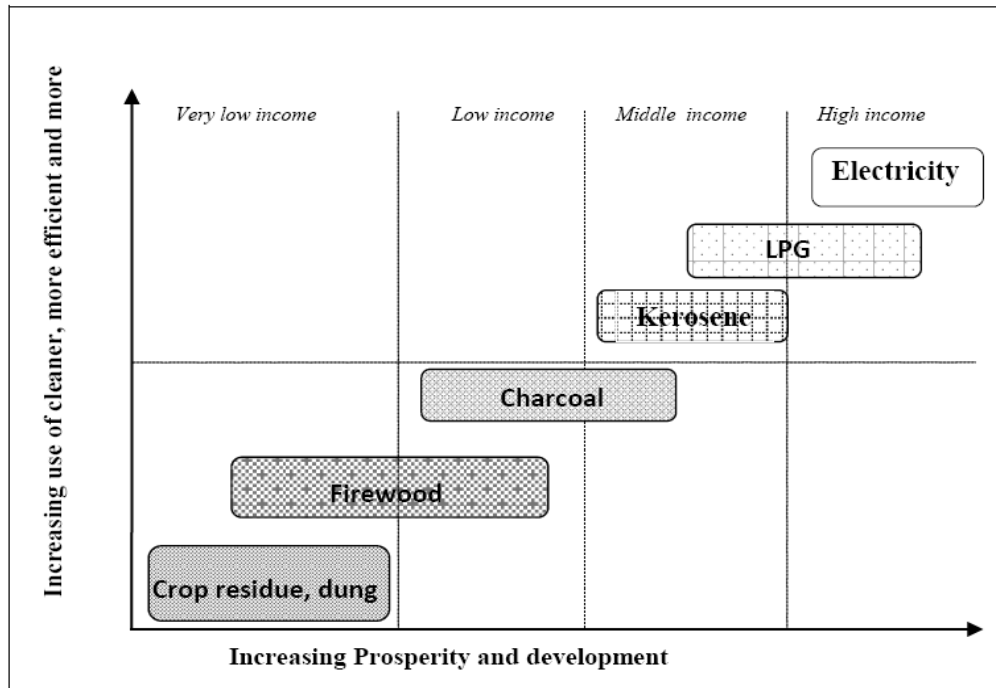 Increasing use of cleaner, more efficient and more
Very low income
Low income
Middle income
High income
Electricity
LPG
Kerosene
Charcoal
Firewood
Crop residue, dung
Increasing Prosperity and development